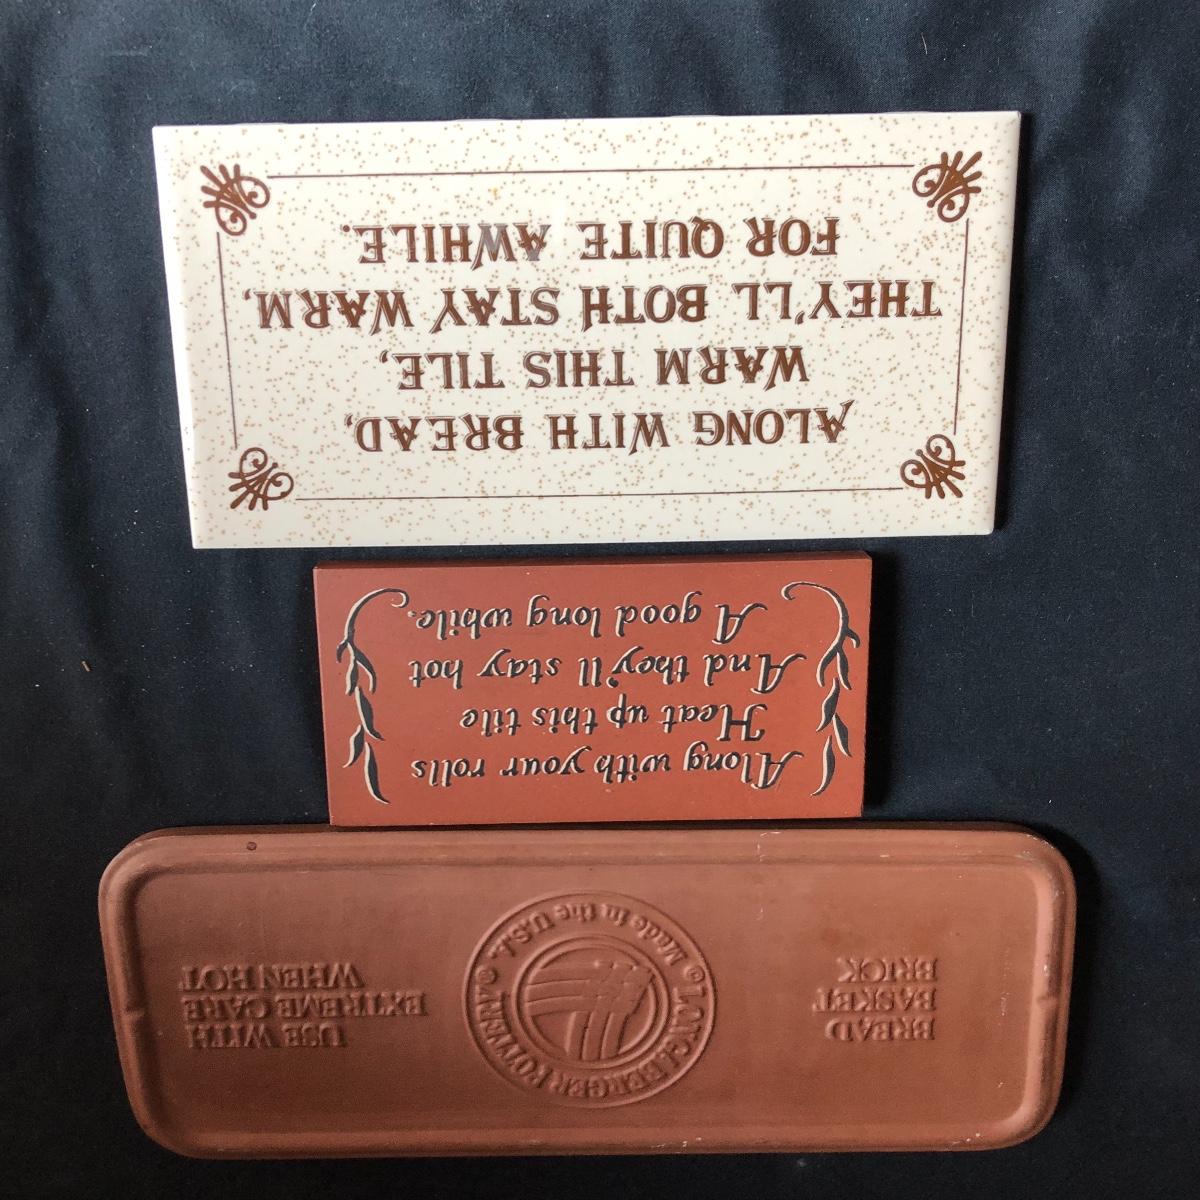 BREAD
BASKET
BRICK
LONGABERGER POTTERY ®
® Made in the U.S.A.
USE WITH
EXTREME CARE
WHEN HOT
Along with your rolls
Heat up this tile
And they'll stay hot
A good long while.
ALONG WITH BREAD,
WARM THIS TILE,
THEY'LL BOTH STAY WARM,
FOR QUITE AWHILE.